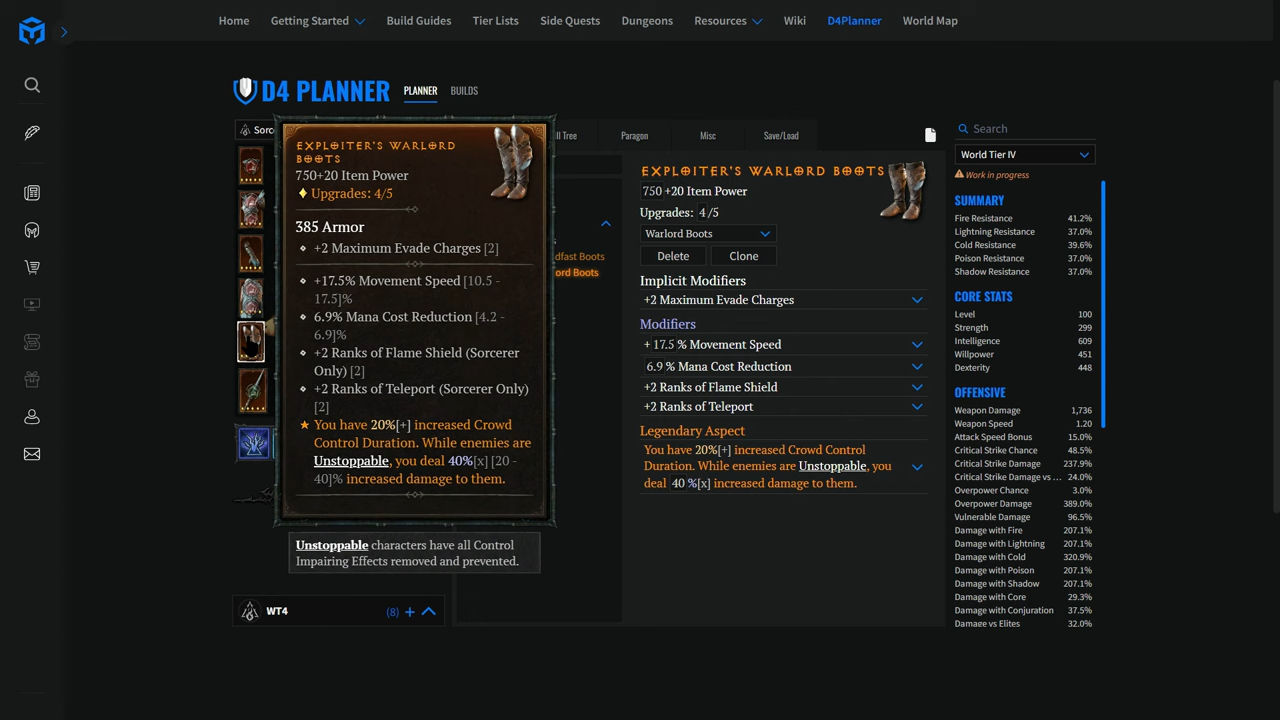 Home
Getting Started
Build Guides
Tier Lists
Side Quests
Dungeons
Resources
Wiki
D4Planner
World Map
D4 PLANNER
PLANNER
BUILDS
Tree
Paragon
Misc
Save/Load
EXPLOITER'S WARLORD
BOOTS
750+20 Item Power
Upgrades: 4/5
385 Armor
+2 Maximum Evade Charges [2]
+17.5% Movement Speed [10.5 -
17.5]%
6.9% Mana Cost Reduction [4.2 -
6.9]%
+2 Ranks of Flame Shield (Sorcerer
Only) [2]
+2 Ranks of Teleport (Sorcerer Only)
[2]
You have 20%[+] increased Crowd
Control Duration. While enemies are
Unstoppable, you deal 40%[x] [20 -
40]% increased damage to them.
Unstoppable characters have all Control
Impairing Effects removed and prevented.
Boots
Boots
WT4
(8)
EXPLOITER'S WARLORD BOOTS
750 +20 Item Power
Upgrades: 4 /5
Warlord Boots
Delete
Clone
Implicit Modifiers
+2 Maximum Evade Charges
Modifiers
+ 17.5 % Movement Speed
6.9 % Mana Cost Reduction
+2 Ranks of Flame Shield
+2 Ranks of Teleport
Legendary Aspect
You have 20%[+] increased Crowd Control
Duration. While enemies are Unstoppable, you
deal 40 %[x] increased damage to them.
Search
World Tier IV
Work in progress
SUMMARY
Fire Resistance 41.2%
Lightning Resistance 37.0%
Cold Resistance 39.6%
Poison Resistance 37.0%
Shadow Resistance 37.0%
CORE STATS
Level 100
Strength 299
Intelligence 609
Willpower 451
Dexterity 448
OFFENSIVE
Weapon Damage 1,736
Weapon Speed 1.20
Attack Speed Bonus 15.0%
Critical Strike Chance 48.5%
Critical Strike Damage 237.9%
Critical Strike Damage vs ... 24.0%
Overpower Chance 3.0%
Overpower Damage 389.0%
Vulnerable Damage 96.5%
Damage with Fire 207.1%
Damage with Lightning 207.1%
Damage with Cold 320.9%
Damage with Poison 207.1%
Damage with Shadow 207.1%
Damage with Core 29.3%
Damage with Conjuration 37.5%
Damage vs Elites 32.0%